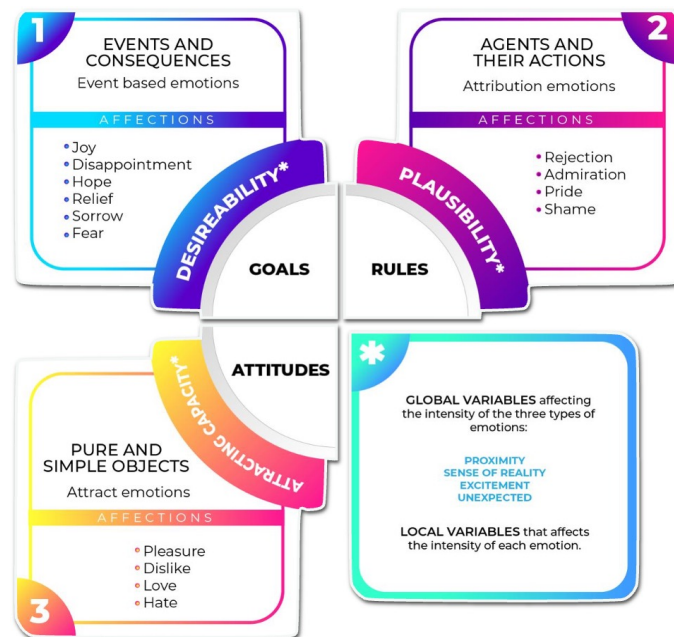 1
EVENTS AND
CONSEQUENCES
Event based emotions
AFFECTIONS
Joy
Disappointment
Hope
Relief
Sorrow
Fear
DESIREABILITY*
GOALS
2
AGENTS AND
THEIR ACTIONS
Attribution emotions
AFFECTIONS
Rejection
Admiration
Pride
Shame
PLAUSIBILITY*
RULES
ATTITUDES
ATTRACTING CAPACITY*
PURE AND
SIMPLE OBJECTS
Attract emotions
AFFECTIONS
Pleasure
Dislike
Love
Hate
3
*
GLOBAL VARIABLES affecting
the intensity of the three types of
emotions:
PROXIMITY
SENSE OF REALITY
EXCITEMENT
UNEXPECTED
LOCAL VARIABLES that affects
the intensity of each emotion.